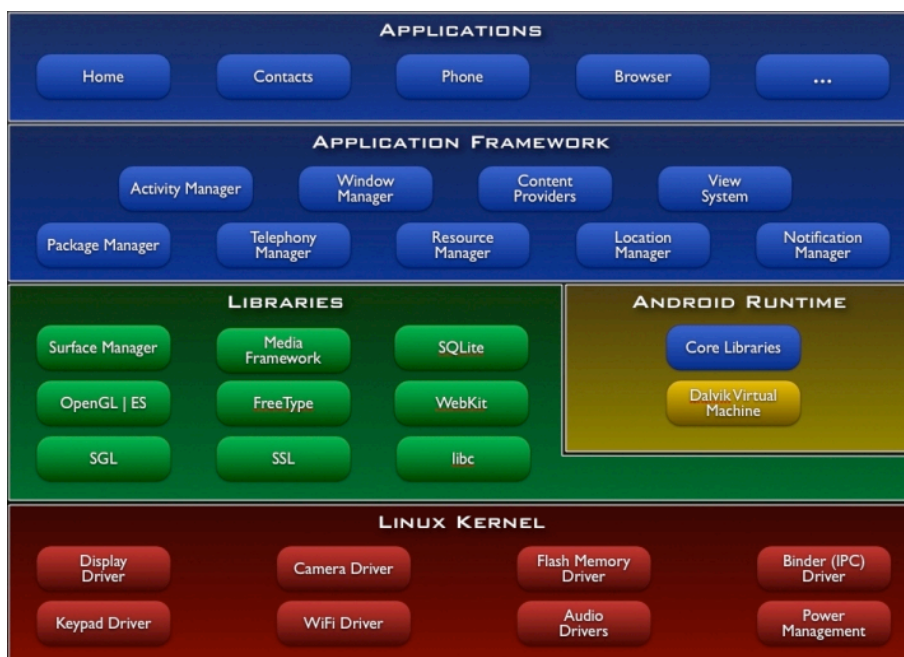 APPLICATIONS
Home
Contacts
Phone
Browser
...
APPLICATION FRAMEWORK
Activity Manager
Window
Manager
Content
Providers
View
System
Package Manager
Telephony
Manager
Resource
Manager
Location
Manager
Notification
Manager
LIBRARIES
Surface Manager
Media
Framework
SQLite
OpenGL | ES
FreeType
WebKit
SGL
SSL
libc
ANDROID RUNTIME
Core Libraries
Dalvik Virtual
Machine
LINUX KERNEL
Display
Driver
Camera Driver
Flash Memory
Driver
Binder (IPC)
Driver
Keypad Driver
WiFi Driver
Audio
Drivers
Power
Management